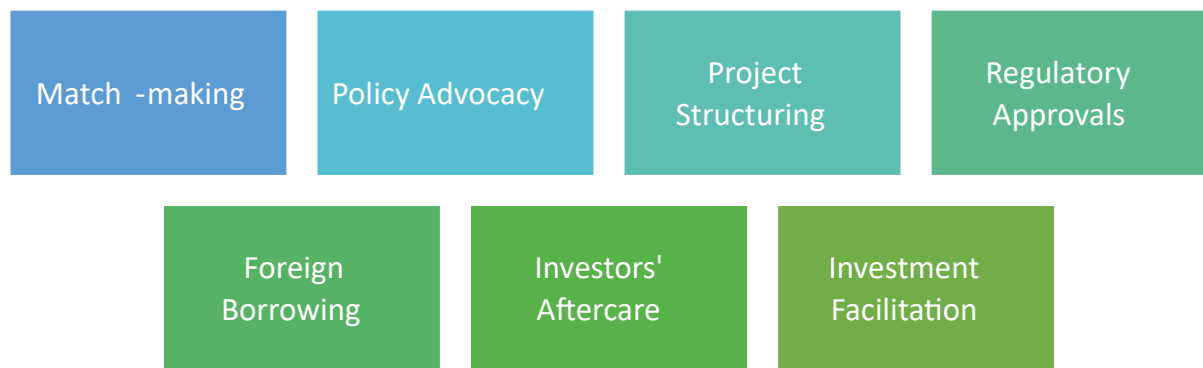 Match -making
Policy Advocacy
Project
Structuring
Regulatory
Approvals
Foreign
Borrowing
Investors'
Aftercare
Investment
Facilitation